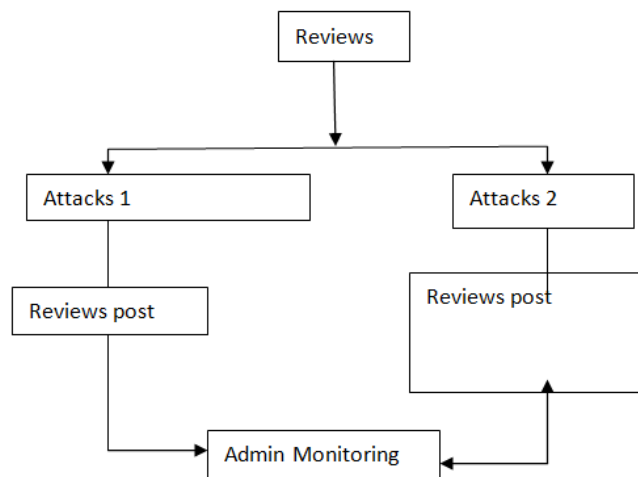 Reviews
Attacks 1
Attacks 2
Reviews post
Reviews post
Admin Monitoring